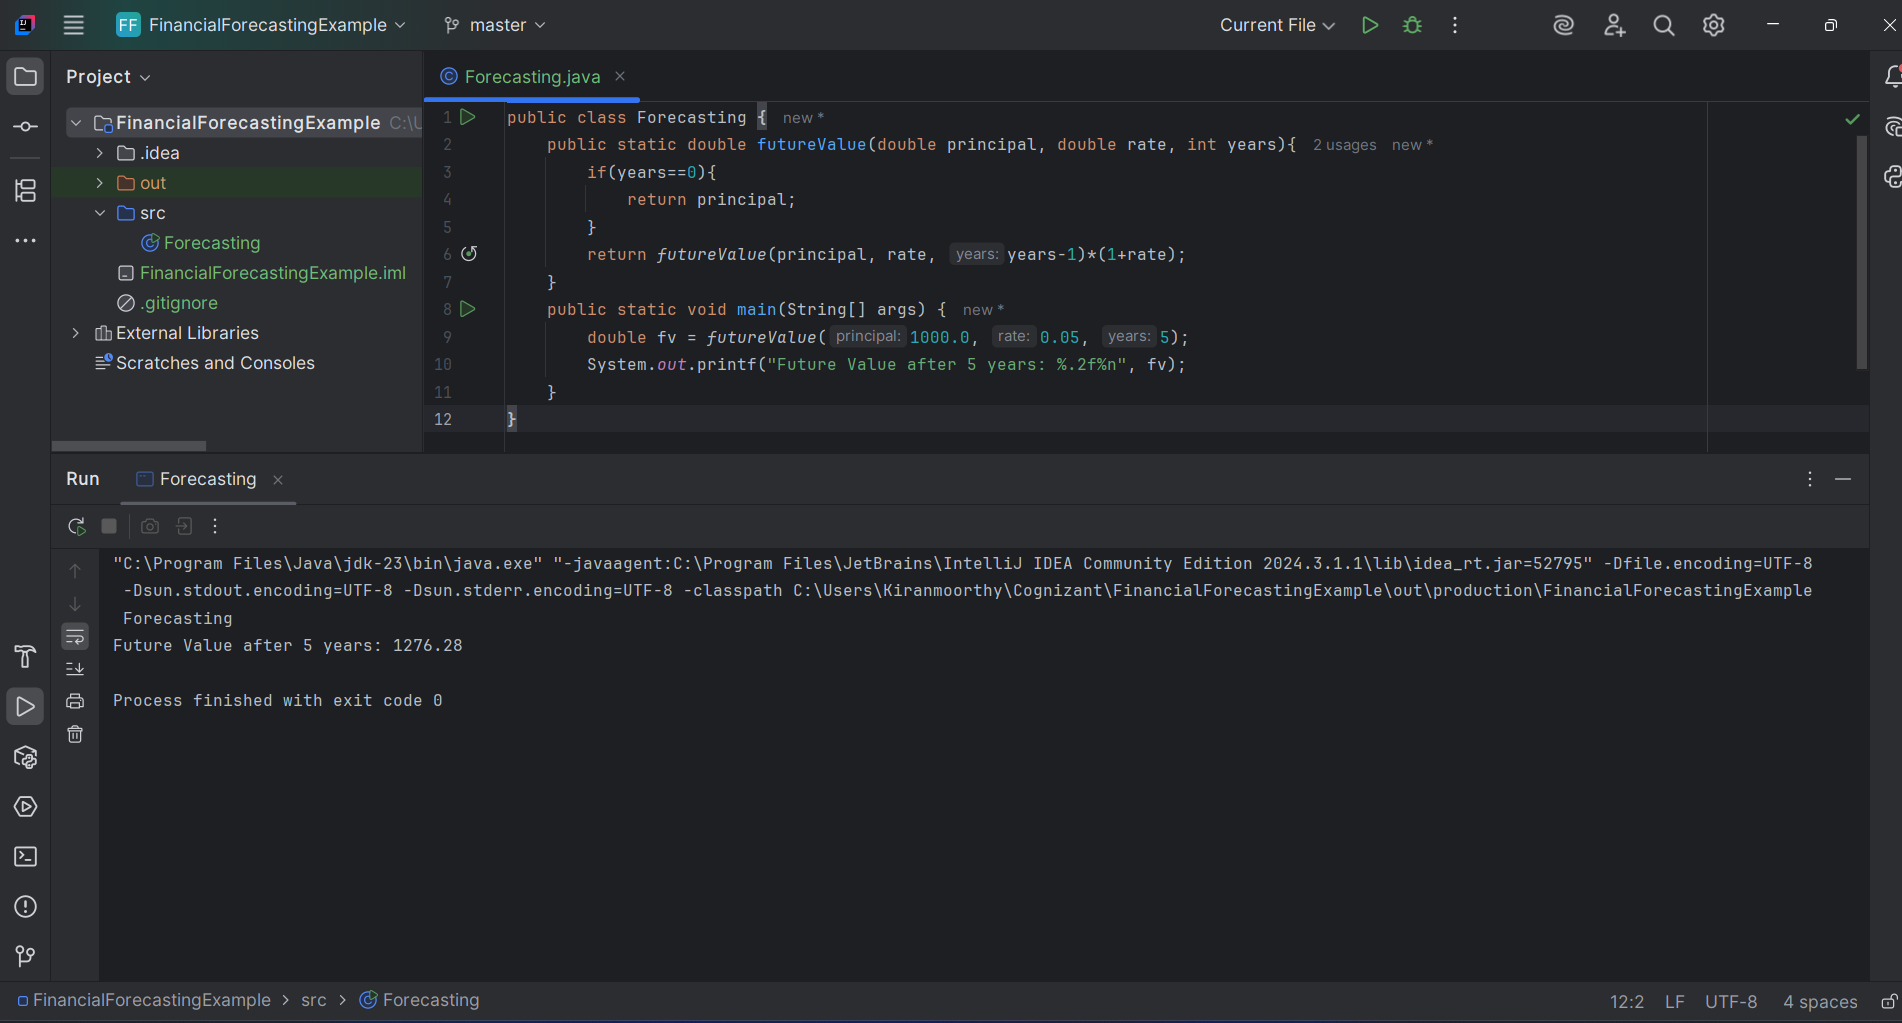 FF FinancialForecastingExample master Current File
Project
Forecasting.java
FinancialForecastingExample C:\U
.idea
out
src
Forecasting
FinancialForecastingExample.iml
.gitignore
External Libraries
Scratches and Consoles
1 public class Forecasting { new *
2 public static double futureValue(double principal, double rate, int years){ 2 usages new *
3 if(years==0){
4 return principal;
5 }
6 return futureValue(principal, rate, years: years-1)*(1+rate);
7 }
8 public static void main(String[] args) { new *
9 double fv = futureValue( principal: 1000.0, rate: 0.05, years: 5);
10 System.out.printf("Future Value after 5 years: %.2f%n", fv);
11 }
12 }
Run Forecasting
"C:\Program Files\Java\jdk-23\bin\java.exe" "-javaagent:C:\Program Files\JetBrains\IntelliJ IDEA Community Edition 2024.3.1.1\lib\idea_rt.jar=52795" -Dfile.encoding=UTF-8
-Dsun.stdout.encoding=UTF-8 -Dsun.stderr.encoding=UTF-8 -classpath C:\Users\Kiranmoorthy\Cognizant\FinancialForecastingExample\out\production\FinancialForecastingExample
Forecasting
Future Value after 5 years: 1276.28
Process finished with exit code 0
FinancialForecastingExample > src > Forecasting
12:2 LF UTF-8 4 spaces